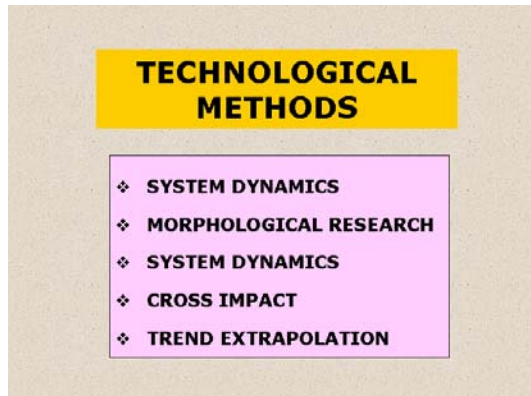 TECHNOLOGICAL
METHODS
❖ SYSTEM DYNAMICS
❖ MORPHOLOGICAL RESEARCH
❖ SYSTEM DYNAMICS
❖ CROSS IMPACT
❖ TREND EXTRAPOLATION